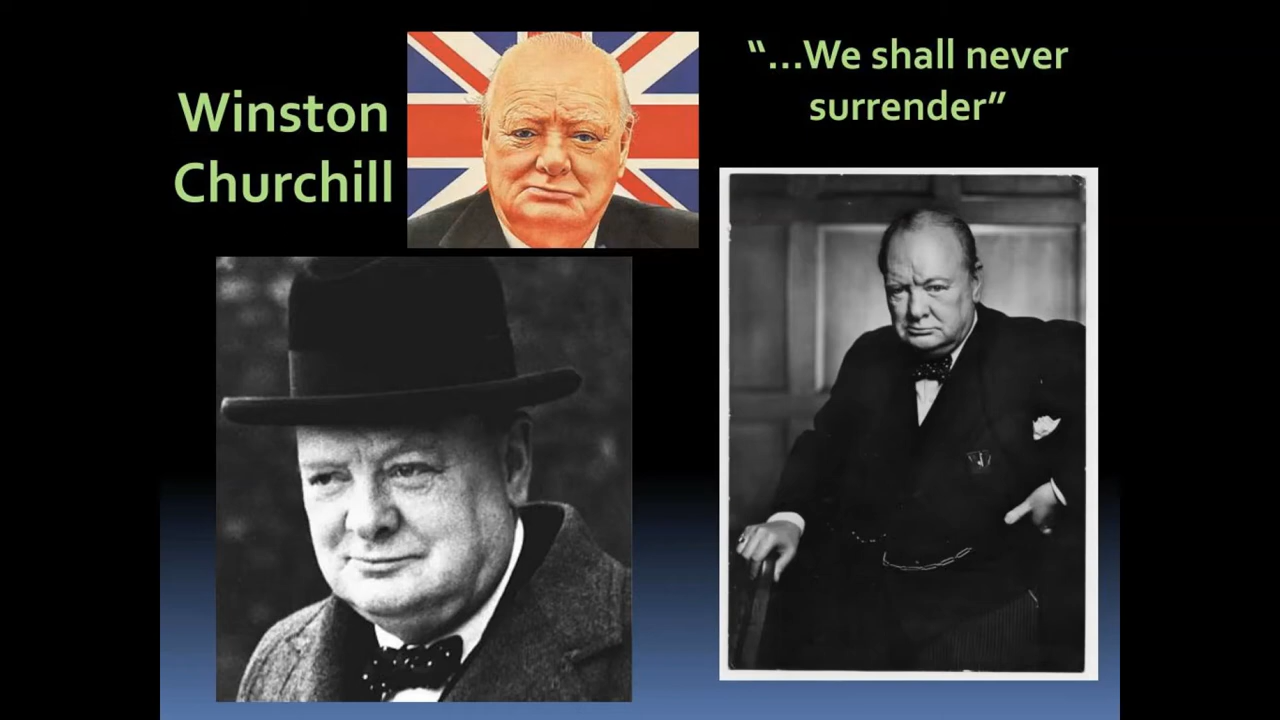 Winston
Churchill
“…We shall never
surrender”